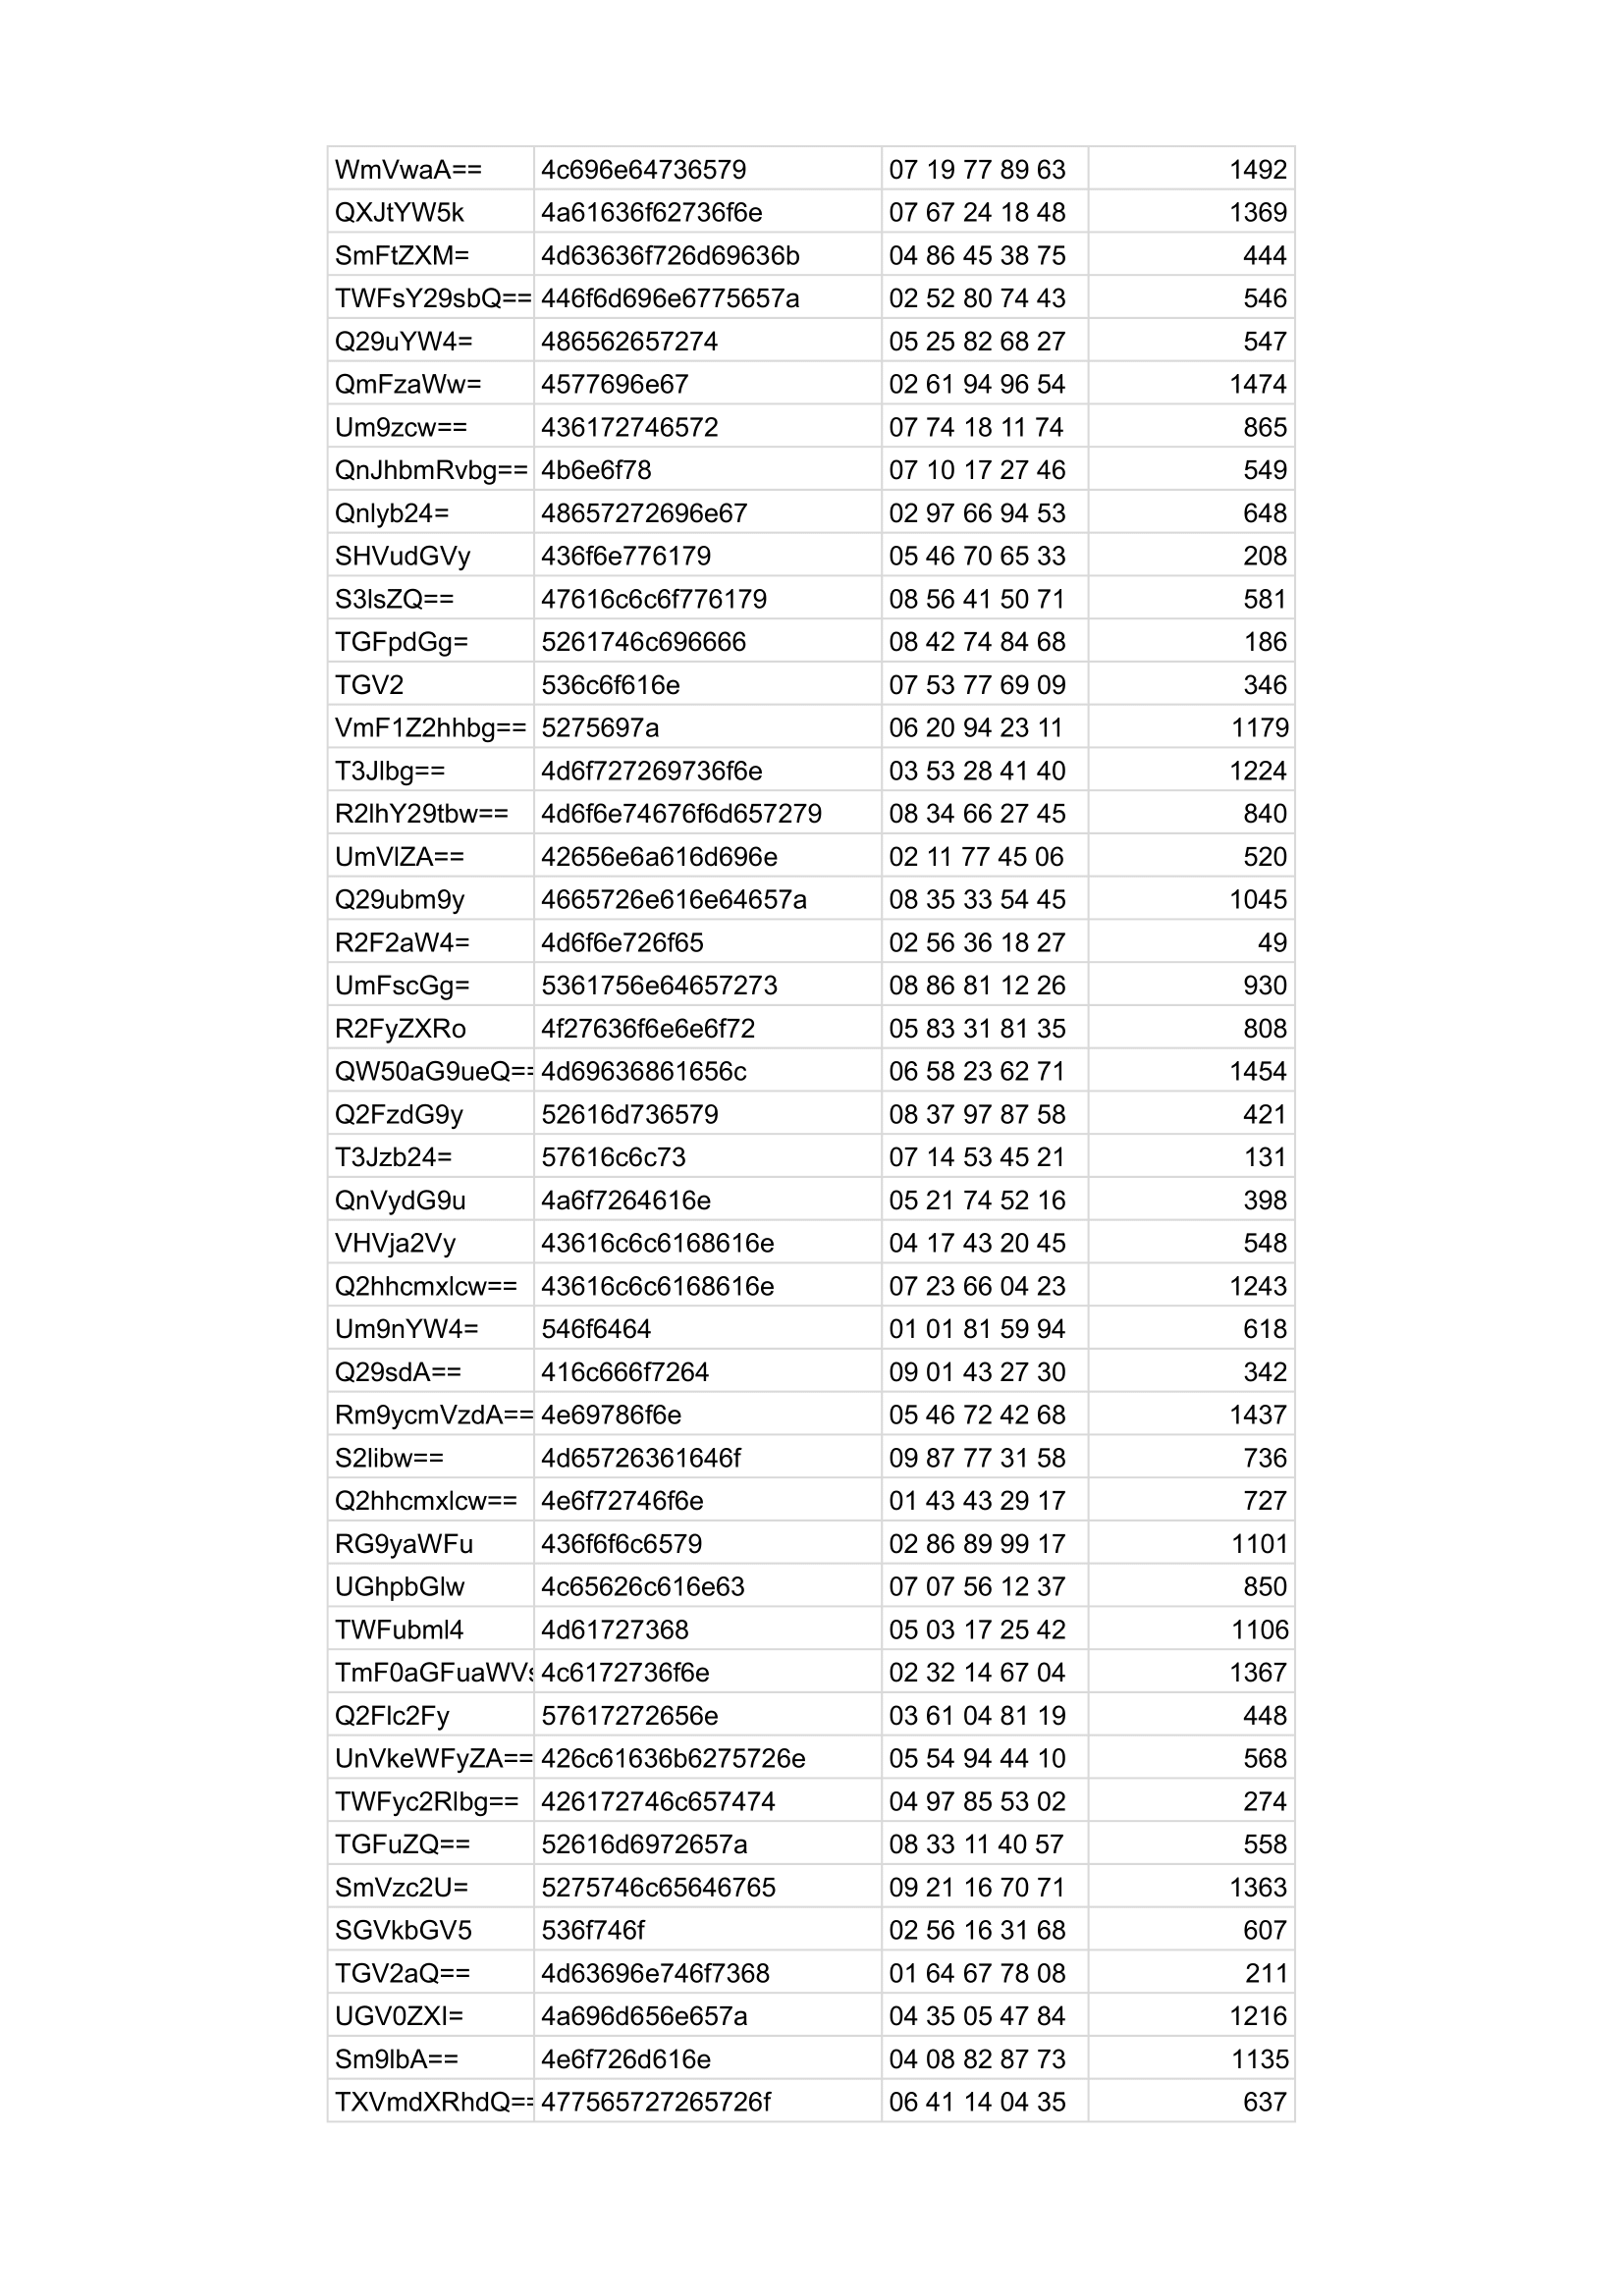 WmVwaA== 4c696e64736579 07 19 77 89 63 1492
QXJtYW5k 4a61636f62736f6e 07 67 24 18 48 1369
SmFtZXM= 4d63636f726d69636b 04 86 45 38 75 444
TWFsY29sbQ== 446f6d696e6775657a 02 52 80 74 43 546
Q29uYW4= 486562657274 05 25 82 68 27 547
QmFzaWw= 4577696e67 02 61 94 96 54 1474
Um9zcw== 436172746572 07 74 18 11 74 865
QnJhbmRvbg== 4b6e6f78 07 10 17 27 46 549
Qnlyb24= 48657272696e67 02 97 66 94 53 648
SHVudGVy 436f6e776179 05 46 70 65 33 208
S3lsZQ== 47616c6c6f776179 08 56 41 50 71 581
TGFpdGg= 5261746c696666 08 42 74 84 68 186
TGV2 536c6f616e 07 53 77 69 09 346
VmF1Z2hhbg== 5275697a 06 20 94 23 11 1179
T3Jlbg== 4d6f727269736f6e 03 53 28 41 40 1224
R2lhY29tbw== 4d6f6e74676f6d657279 08 34 66 27 45 840
UmVlZA== 42656e6a616d696e 02 11 77 45 06 520
Q29ubm9y 4665726e616e64657a 08 35 33 54 45 1045
R2F2aW4= 4d6f6e726f65 02 56 36 18 27 49
UmFscGg= 5361756e64657273 08 86 81 12 26 930
R2FyZXRo 4f27636f6e6e6f72 05 83 31 81 35 808
QW50aG9ueQ== 4d69636861656c 06 58 23 62 71 1454
Q2FzdG9y 52616d736579 08 37 97 87 58 421
T3Jzb24= 57616c6c73 07 14 53 45 21 131
QnVydG9u 4a6f7264616e 05 21 74 52 16 398
VHVja2Vy 43616c6c6168616e 04 17 43 20 45 548
Q2hhcmxlcw== 43616c6c6168616e 07 23 66 04 23 1243
Um9nYW4= 546f6464 01 01 81 59 94 618
Q29sdA== 416c666f7264 09 01 43 27 30 342
Rm9ycmVzdA== 4e69786f6e 05 46 72 42 68 1437
S2libw== 4d65726361646f 09 87 77 31 58 736
Q2hhcmxlcw== 4e6f72746f6e 01 43 43 29 17 727
RG9yaWFu 436f6f6c6579 02 86 89 99 17 1101
UGhpbGlw 4c65626c616e63 07 07 56 12 37 850
TWFubml4 4d61727368 05 03 17 25 42 1106
TmF0aGFuaWVs 4c6172736f6e 02 32 14 67 04 1367
Q2Flc2Fy 57617272656e 03 61 04 81 19 448
UnVkeWFyZA== 426c61636b6275726e 05 54 94 44 10 568
TWFyc2Rlbg== 426172746c657474 04 97 85 53 02 274
TGFuZQ== 52616d6972657a 08 33 11 40 57 558
SmVzc2U= 5275746c65646765 09 21 16 70 71 1363
SGVkbGV5 536f746f 02 56 16 31 68 607
TGV2aQ== 4d63696e746f7368 01 64 67 78 08 211
UGV0ZXI= 4a696d656e657a 04 35 05 47 84 1216
Sm9lbA== 4e6f726d616e 04 08 82 87 73 1135
TXVmdXRhdQ== 477565727265726f 06 41 14 04 35 637